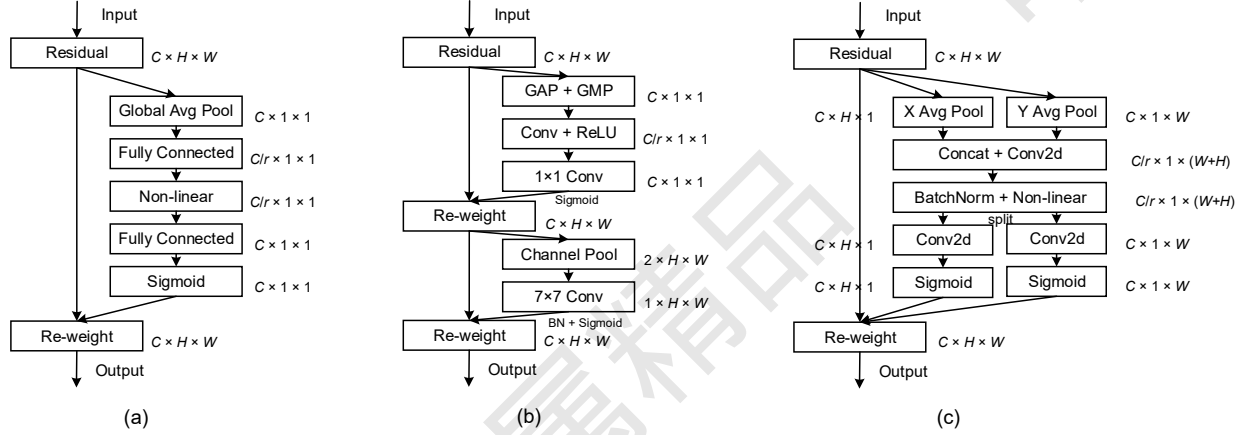 Input
Residual
C × H × W
Global Avg Pool
C × 1 × 1
Fully Connected
C/r × 1 × 1
Non-linear
C/r × 1 × 1
Fully Connected
C × 1 × 1
Sigmoid
C × 1 × 1
Re-weight
C × H × W
Output
(a)
Input
Residual
C × H × W
GAP + GMP
C × 1 × 1
Conv + ReLU
C/r × 1 × 1
1×1 Conv
C × 1 × 1
Sigmoid
Re-weight
C × H × W
Channel Pool
2 × H × W
7×7 Conv
1 × H × W
BN + Sigmoid
Re-weight
C × H × W
Output
(b)
Input
Residual
C × H × W
C × H × 1
X Avg Pool
Y Avg Pool
C × 1 × W
Concat + Conv2d
C/r × 1 × (W+H)
BatchNorm + Non-linear
C/r × 1 × (W+H)
split
C × H × 1
Conv2d
Conv2d
C × 1 × W
C × H × 1
Sigmoid
Sigmoid
C × 1 × W
Re-weight
C × H × W
Output
(c)
属精品